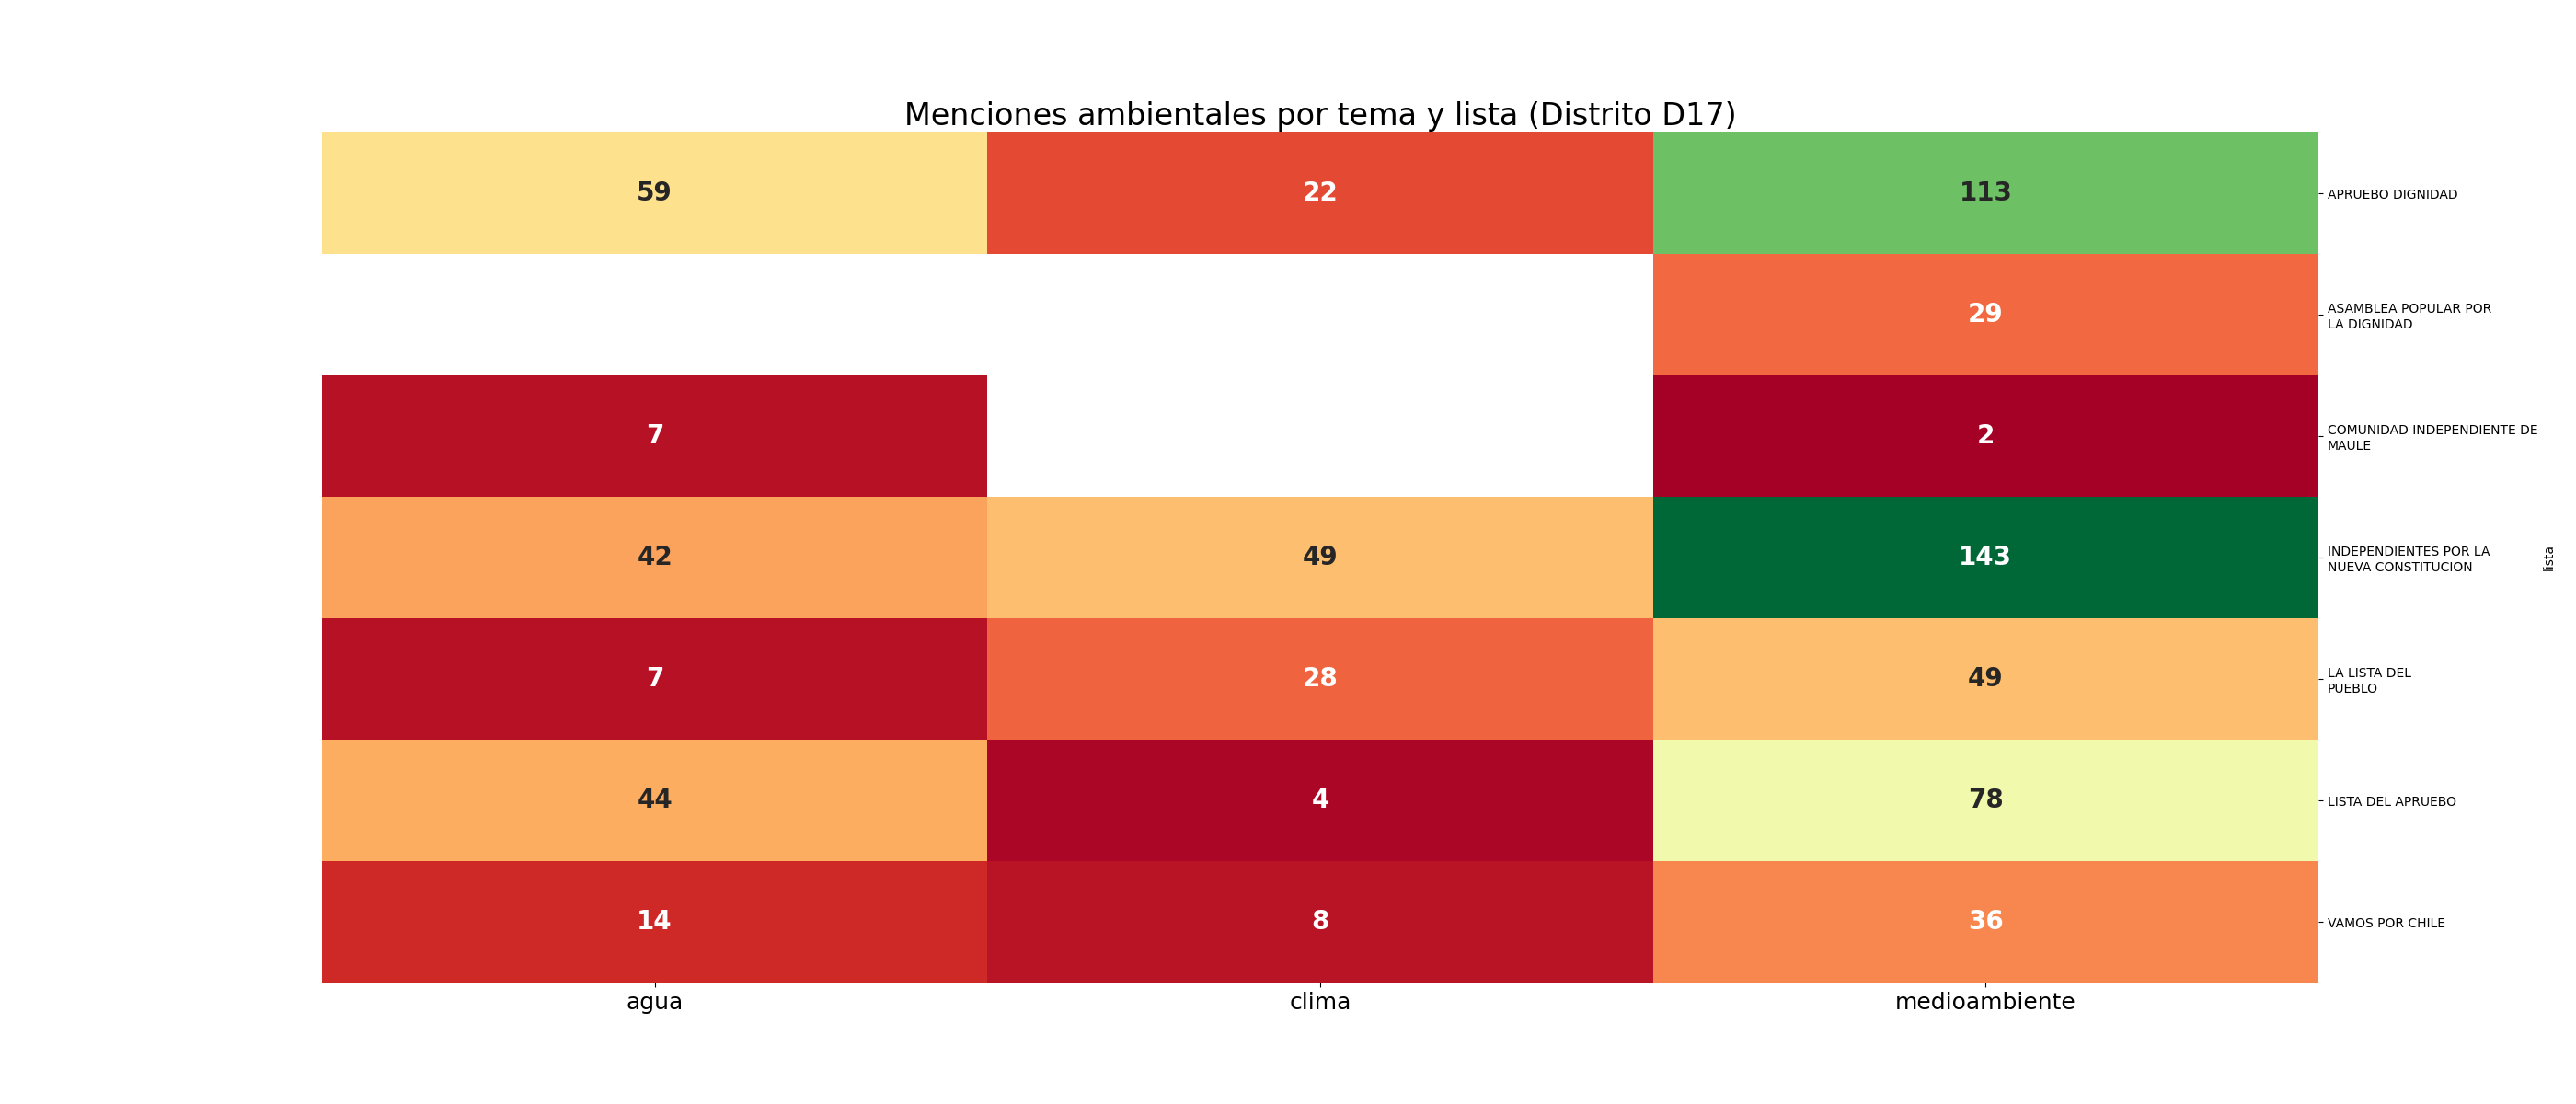 Menciones ambientales por tema y lista (Distrito D17)
59 22 113 APRUEBO DIGNIDAD
29 ASAMBLEA POPULAR POR
LA DIGNIDAD
7 2 COMUNIDAD INDEPENDIENTE DE
MAULE
42 49 143 INDEPENDIENTES POR LA
NUEVA CONSTITUCION
lista
7 28 49 LA LISTA DEL
PUEBLO
44 4 78 LISTA DEL APRUEBO
14 8 36 VAMOS POR CHILE
agua clima medioambiente